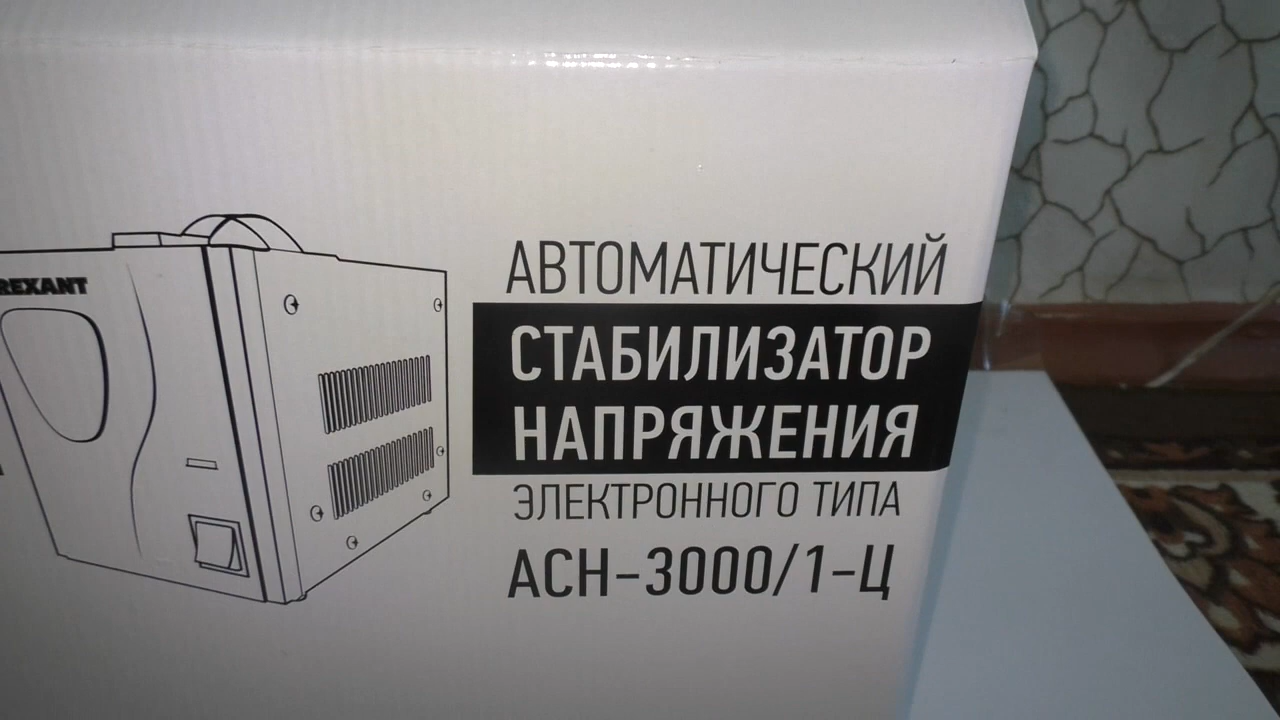 REXANT
АВТОМАТИЧЕСКИЙ
СТАБИЛИЗАТОР
НАПРЯЖЕНИЯ
ЭЛЕКТРОННОГО ТИПА
АСН-3000/1-Ц